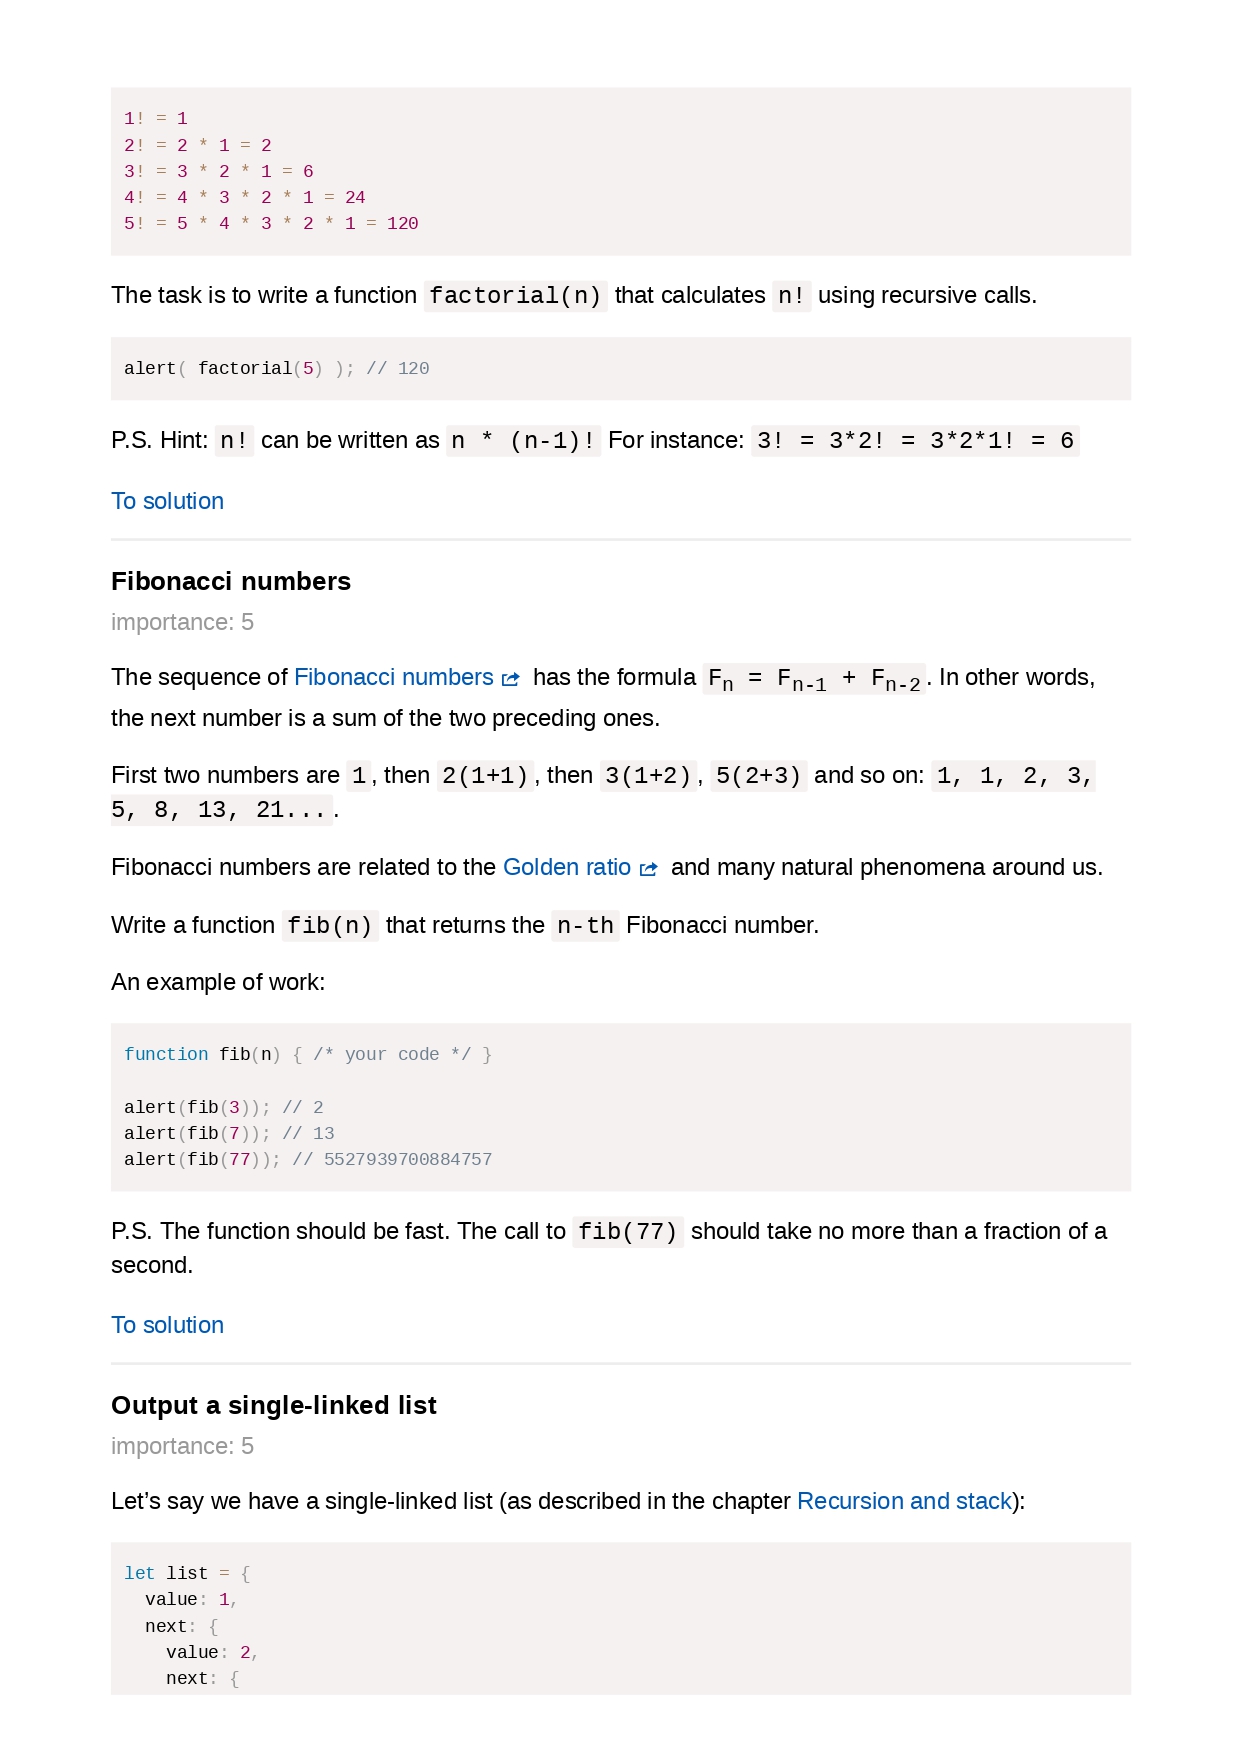 1! = 1
2! = 2 * 1 = 2
3! = 3 * 2 * 1 = 6
4! = 4 * 3 * 2 * 1 = 24
5! = 5 * 4 * 3 * 2 * 1 = 120
The task is to write a function factorial(n) that calculates n! using recursive calls.
alert( factorial(5) ); // 120
P.S. Hint: n! can be written as n * (n-1)! For instance: 3! = 3*2! = 3*2*1! = 6
To solution
Fibonacci numbers
importance: 5
The sequence of Fibonacci numbers has the formula Fn = Fn-1 + Fn-2. In other words,
the next number is a sum of the two preceding ones.
First two numbers are 1, then 2(1+1), then 3(1+2), 5(2+3) and so on: 1, 1, 2, 3,
5, 8, 13, 21....
Fibonacci numbers are related to the Golden ratio and many natural phenomena around us.
Write a function fib(n) that returns the n-th Fibonacci number.
An example of work:
function fib(n) { /* your code */ }
alert(fib(3)); // 2
alert(fib(7)); // 13
alert(fib(77)); // 5527939700884757
P.S. The function should be fast. The call to fib(77) should take no more than a fraction of a
second.
To solution
Output a single-linked list
importance: 5
Let’s say we have a single-linked list (as described in the chapter Recursion and stack):
let list = {
  value: 1,
  next: {
    value: 2,
    next: {